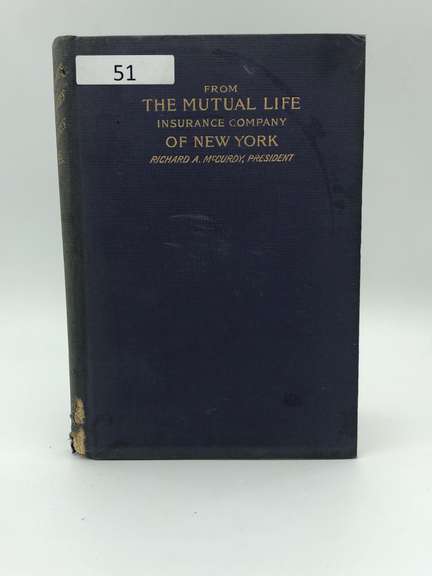 51
FROM
THE MUTUAL LIFE
INSURANCE COMPANY
OF NEW YORK
RICHARD A. McCURDY, PRESIDENT